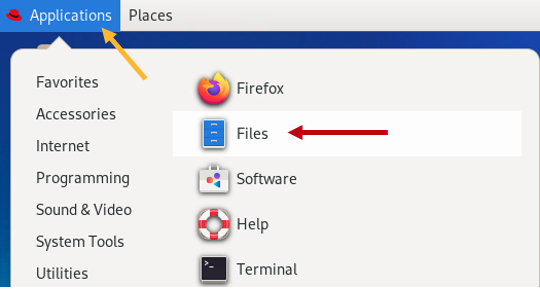 Applications Places
Favorites
Accessories
Internet
Programming
Sound & Video
System Tools
Utilities
Firefox
Files
Software
Help
>_ Terminal